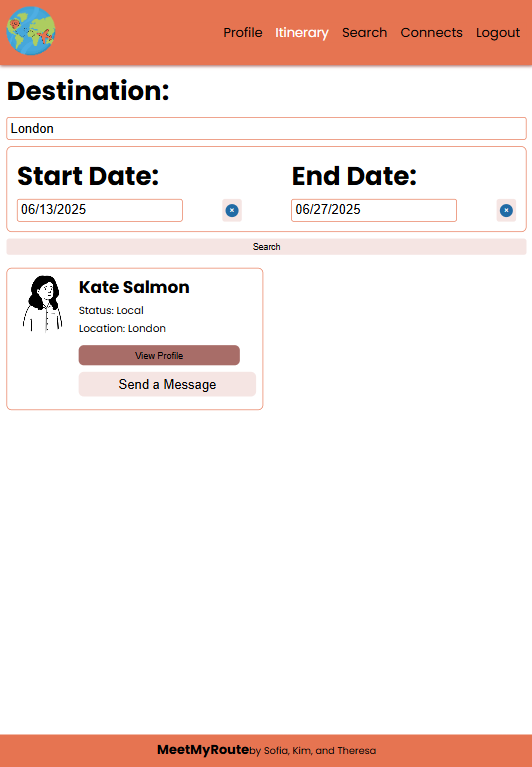 Profile Itinerary Search Connects Logout
Destination:
London
Start Date: End Date:
06/13/2025 06/27/2025
Search
Kate Salmon
Status: Local
Location: London
View Profile
Send a Message
MeetMyRoute by Sofia, Kim, and Theresa